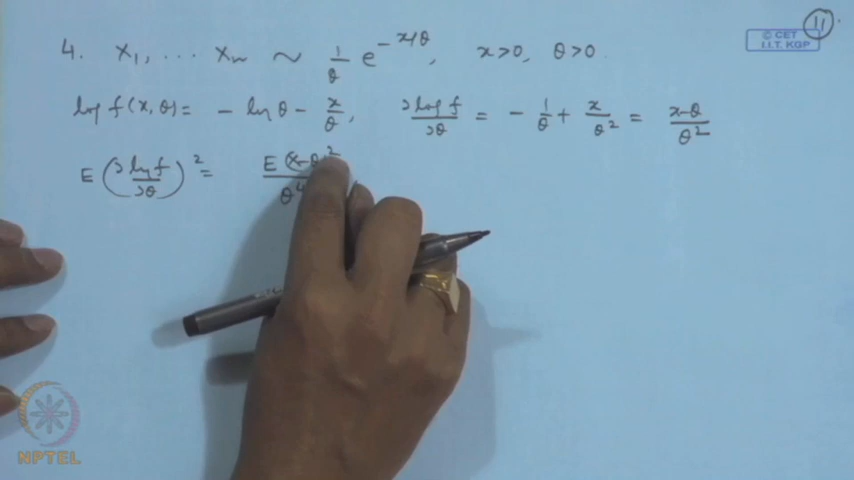 11
© CET
I.I.T. KGP
4. X₁, ... Xₙ ~ 1/θ e^(-x/θ), x>0, θ>0.
log f(x,θ) = - ln θ - x/θ, ∂ log f/∂θ = - 1/θ + x/θ² = x-θ/θ²
E (∂ log f/∂θ)² = E (X-θ)²/θ⁴
NPTEL